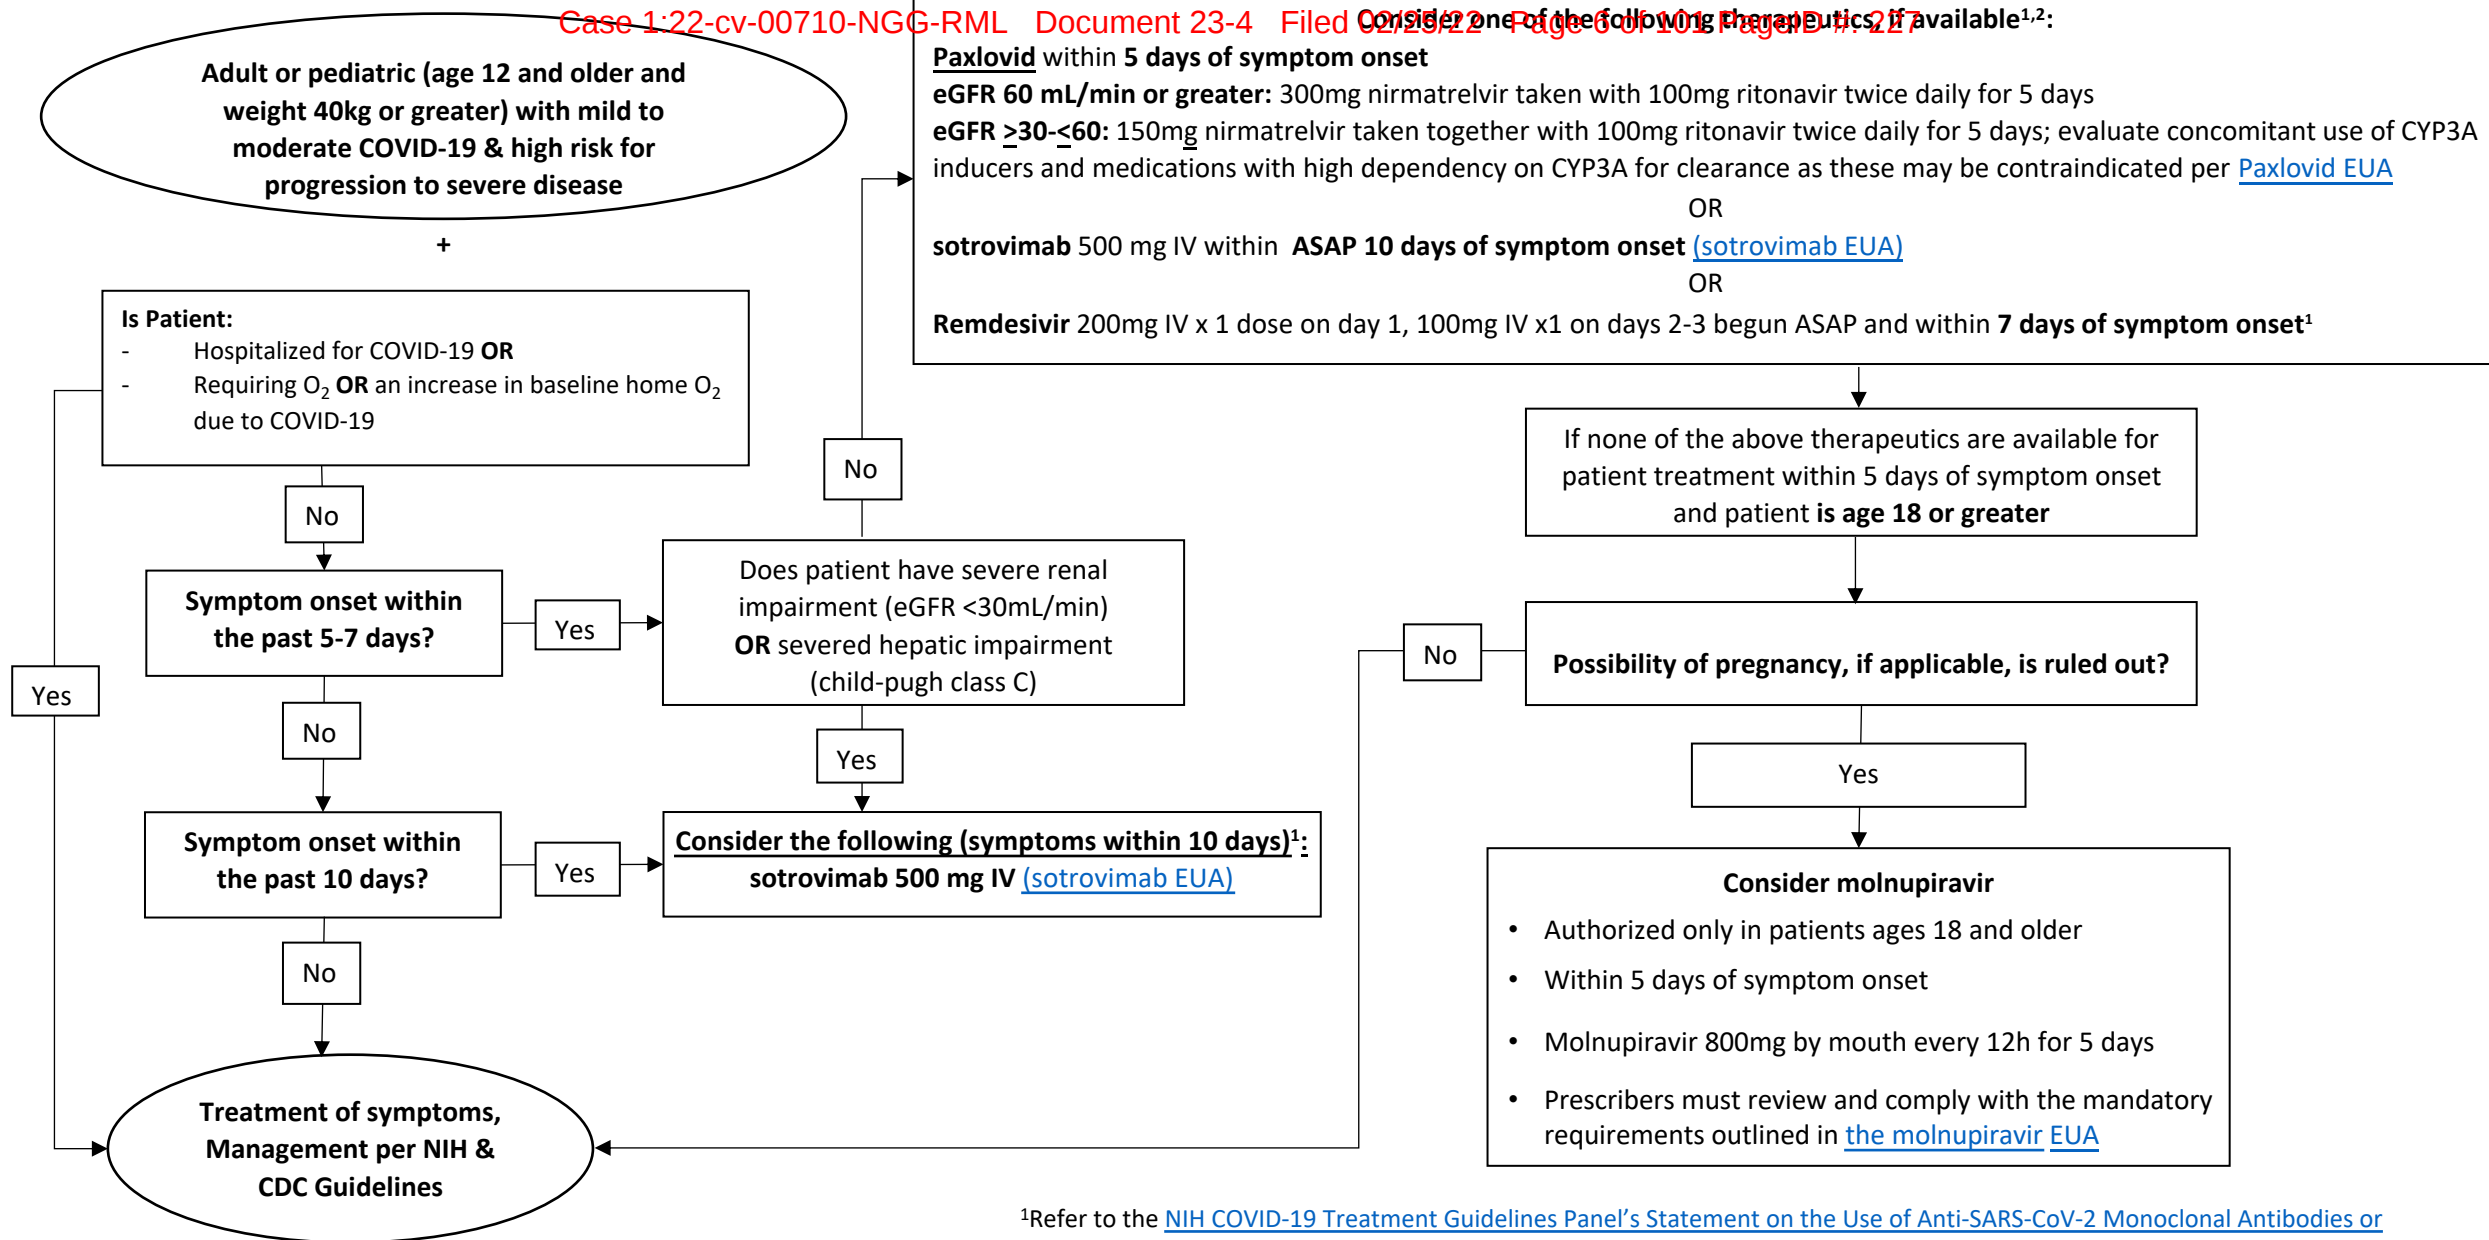 Case 1:22-cv-00710-NGG-RML Document 23-4 Filed 02/25/22 Page 6 of 101 PageID #: 227
Adult or pediatric (age 12 and older and
weight 40kg or greater) with mild to
moderate COVID-19 & high risk for
progression to severe disease
+
Is Patient:
- Hospitalized for COVID-19 OR
- Requiring O₂ OR an increase in baseline home O₂
due to COVID-19
Yes
No
Symptom onset within
the past 5-7 days?
Yes
No
Symptom onset within
the past 10 days?
Yes
No
Treatment of symptoms,
Management per NIH &
CDC Guidelines
Does patient have severe renal
impairment (eGFR <30mL/min)
OR severed hepatic impairment
(child-pugh class C)
No
Yes
Consider the following (symptoms within 10 days)¹:
sotrovimab 500 mg IV (sotrovimab EUA)
Consider one of the following therapeutics, if available¹,²:
Paxlovid within 5 days of symptom onset
eGFR 60 mL/min or greater: 300mg nirmatrelvir taken with 100mg ritonavir twice daily for 5 days
eGFR >30-<60: 150mg nirmatrelvir taken together with 100mg ritonavir twice daily for 5 days; evaluate concomitant use of CYP3A
inducers and medications with high dependency on CYP3A for clearance as these may be contraindicated per Paxlovid EUA
OR
sotrovimab 500 mg IV within ASAP 10 days of symptom onset (sotrovimab EUA)
OR
Remdesivir 200mg IV x 1 dose on day 1, 100mg IV x1 on days 2-3 begun ASAP and within 7 days of symptom onset¹
If none of the above therapeutics are available for
patient treatment within 5 days of symptom onset
and patient is age 18 or greater
No
Possibility of pregnancy, if applicable, is ruled out?
Yes
Consider molnupiravir
• Authorized only in patients ages 18 and older
• Within 5 days of symptom onset
• Molnupiravir 800mg by mouth every 12h for 5 days
• Prescribers must review and comply with the mandatory
requirements outlined in the molnupiravir EUA
¹Refer to the NIH COVID-19 Treatment Guidelines Panel's Statement on the Use of Anti-SARS-CoV-2 Monoclonal Antibodies or